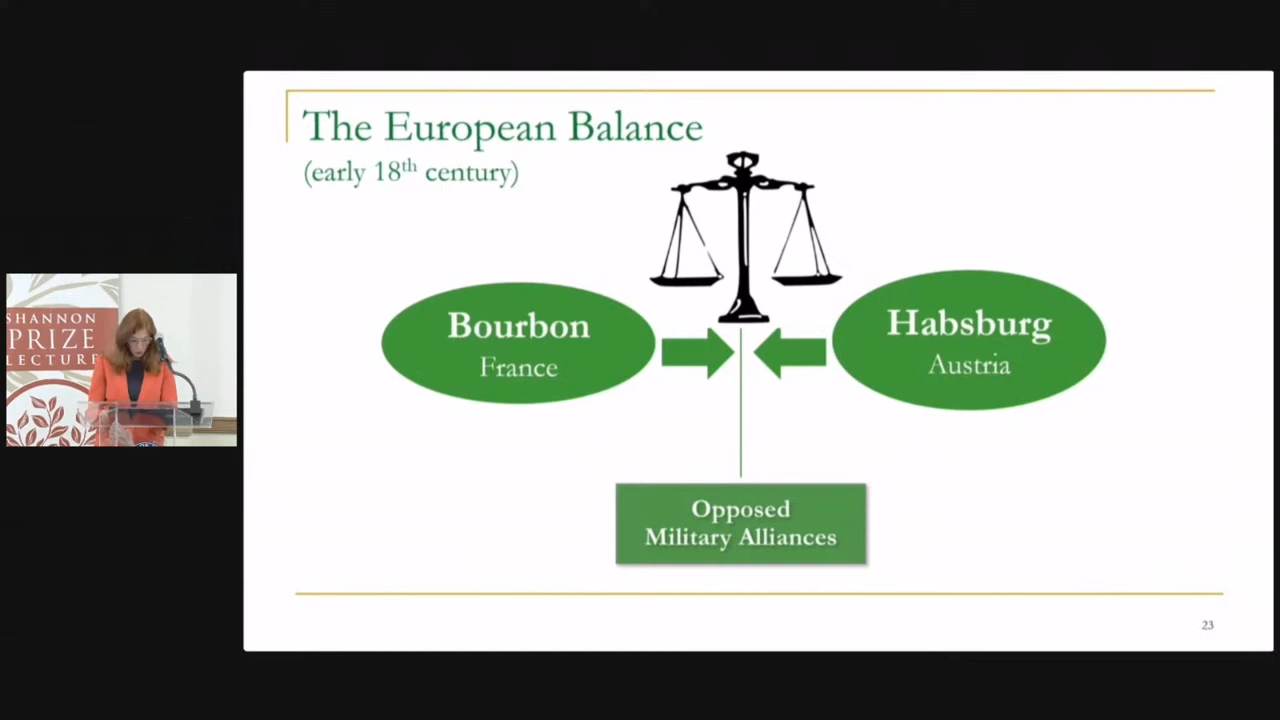 The European Balance
(early 18th century)
Bourbon
France
Habsburg
Austria
Opposed
Military Alliances
23
SHANNON
PRIZE
LECTURE